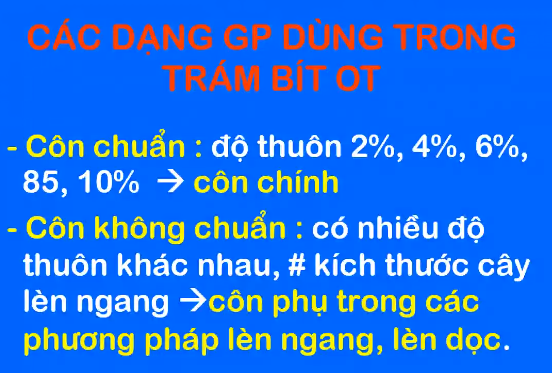 CÁC DẠNG GP DÙNG TRONG
TRÁM BÍT OT
- Côn chuẩn : độ thuôn 2%, 4%, 6%,
85, 10% → côn chính
- Côn không chuẩn : có nhiều độ
thuôn khác nhau, # kích thước cây
lèn ngang →côn phụ trong các
phương pháp lèn ngang, lèn dọc.